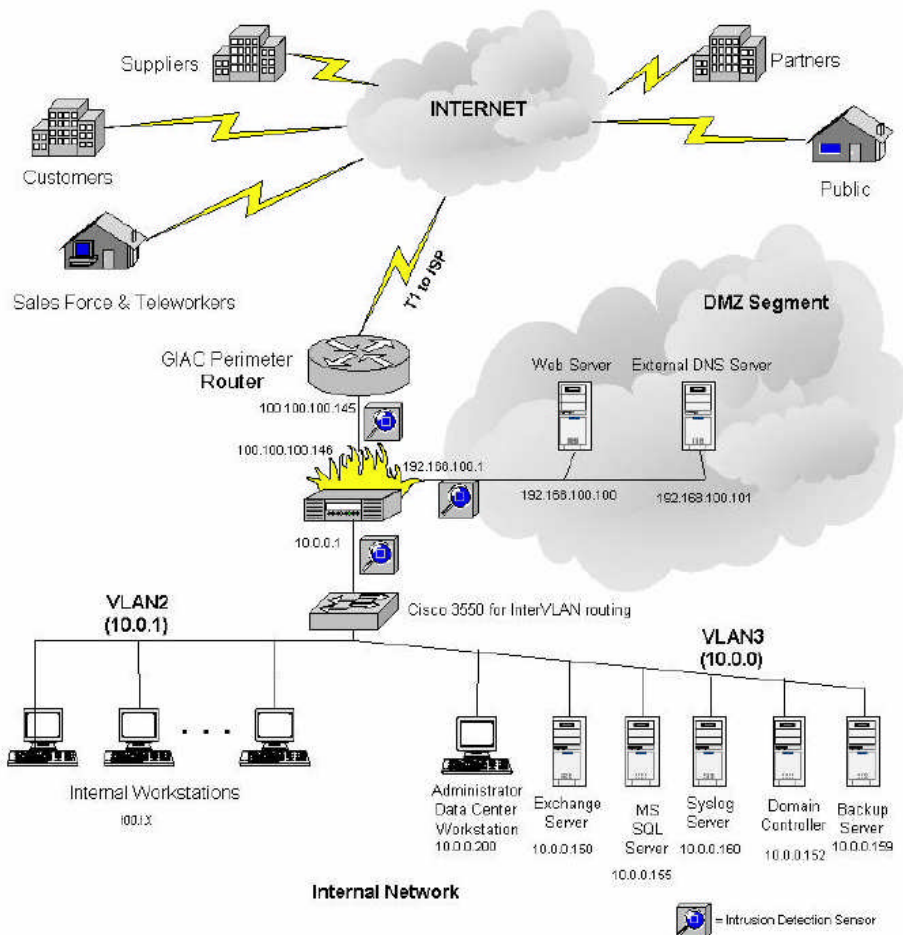 Suppliers
Partners
INTERNET
Customers
Public
Sales Force & Teleworkers
T1 to ISP
DMZ Segment
GIAC Perimeter
Router
Web Server
External DNS Server
100.100.100.145
100.100.100.146
192.168.100.1
192.168.100.100
192.168.100.101
10.0.0.1
Cisco 3550 for InterVLAN routing
VLAN2
(10.0.1)
VLAN3
(10.0.0)
Internal Workstations
Administrator
Data Center
Workstation
10.0.0.200
Exchange
Server
10.0.0.150
MS
SQL
Server
10.0.0.155
Syslog
Server
10.0.0.160
Domain
Controller
10.0.0.152
Backup
Server
10.0.0.159
Internal Network
= Intrusion Detection Sensor